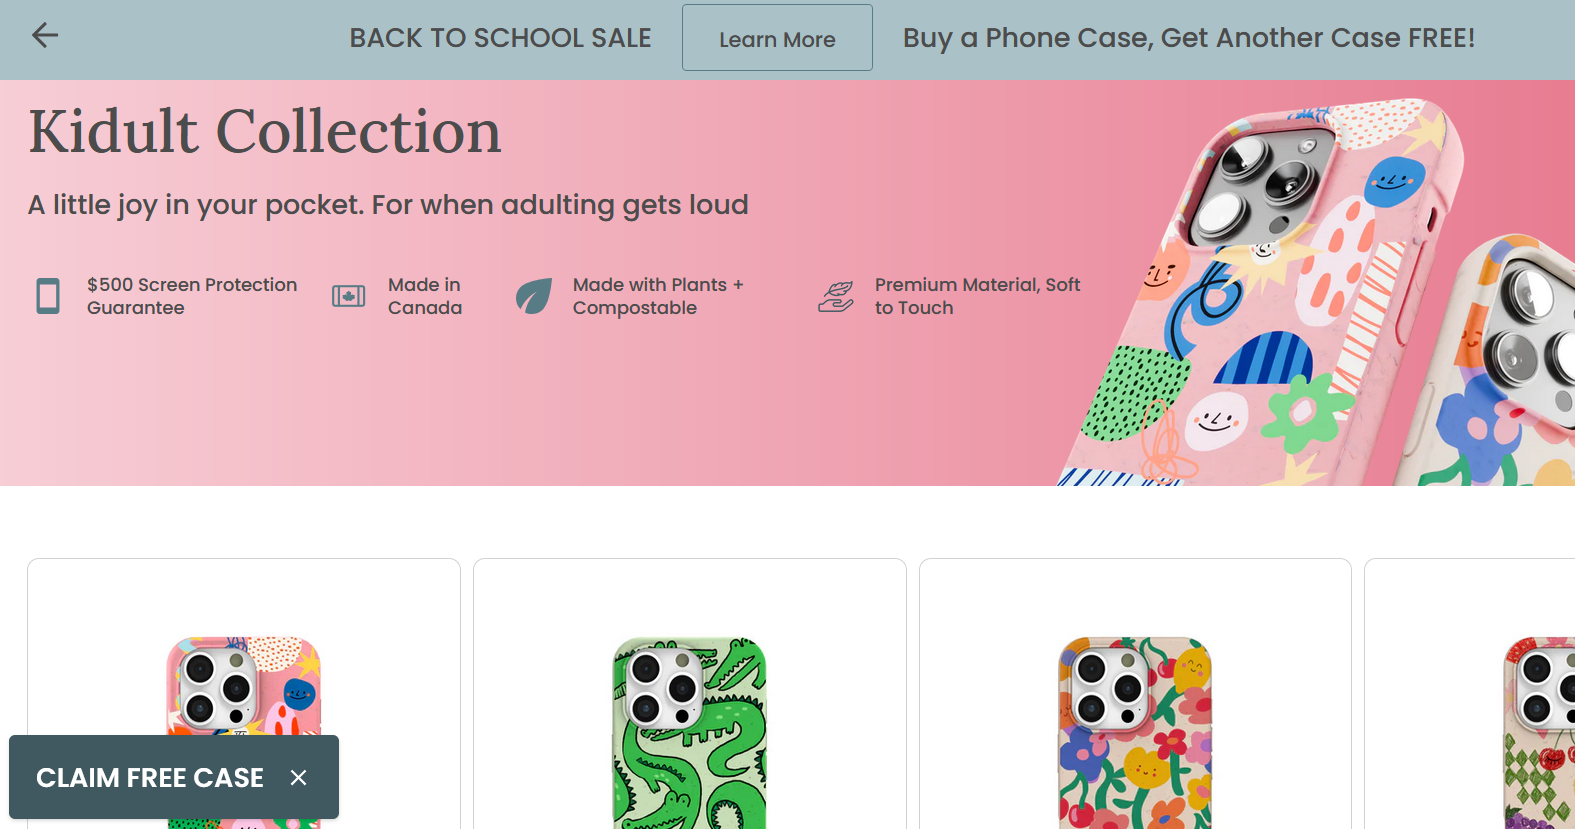 BACK TO SCHOOL SALE
Learn More
Buy a Phone Case, Get Another Case FREE!
Kidult Collection
A little joy in your pocket. For when adulting gets loud
$500 Screen Protection
Guarantee
Made in
Canada
Made with Plants +
Compostable
Premium Material, Soft
to Touch
CLAIM FREE CASE